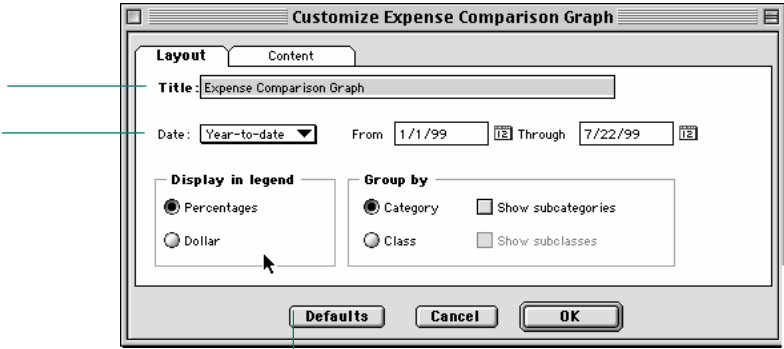 Customize Expense Comparison Graph
Layout Content
Title: Expense Comparison Graph
Date: Year-to-date From 1/1/99 12 Through 7/22/99 12
Display in legend Group by
Percentages Category Show subcategories
Dollar Class Show subclasses
Defaults Cancel OK